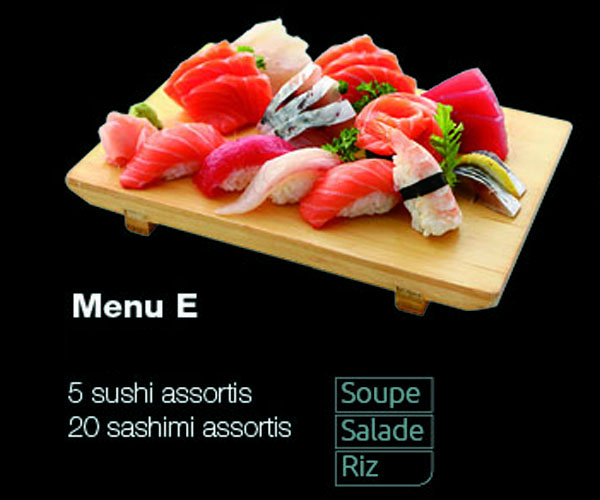 Menu E
5 sushi assortis
20 sashimi assortis
Soupe
Salade
Riz